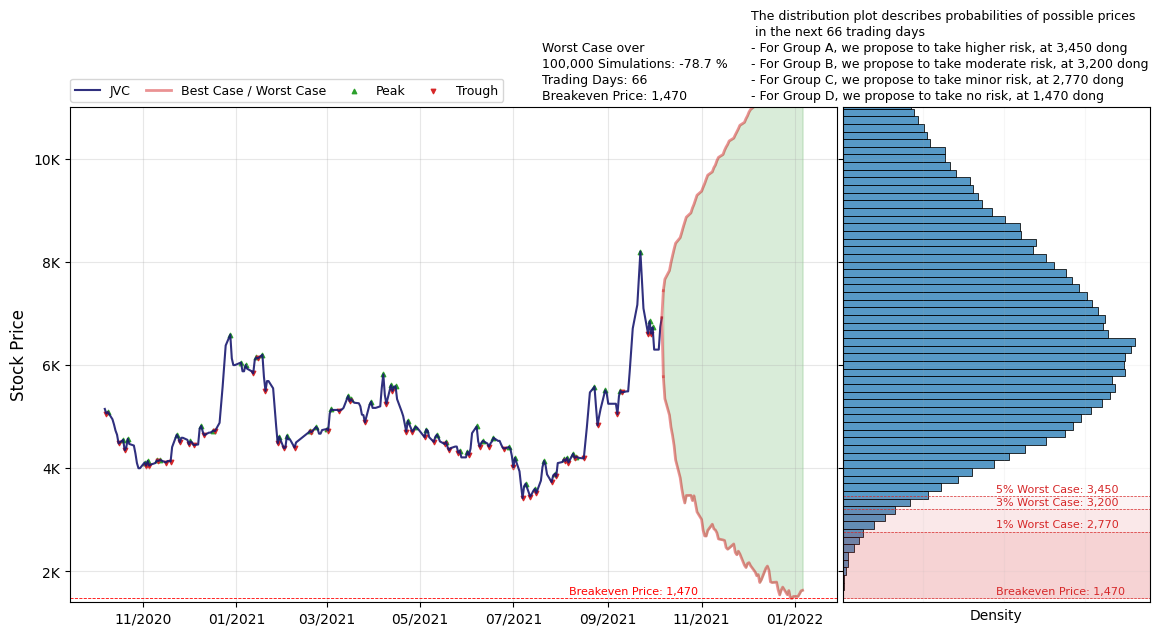 The distribution plot describes probabilities of possible prices
in the next 66 trading days
- For Group A, we propose to take higher risk, at 3,450 dong
- For Group B, we propose to take moderate risk, at 3,200 dong
- For Group C, we propose to take minor risk, at 2,770 dong
- For Group D, we propose to take no risk, at 1,470 dong
Worst Case over
100,000 Simulations: -78.7 %
Trading Days: 66
Breakeven Price: 1,470
JVC
Best Case / Worst Case
Peak
Trough
Stock Price
10K
8K
6K
4K
2K
Breakeven Price: 1,470
11/2020
01/2021
03/2021
05/2021
07/2021
09/2021
11/2021
01/2022
5% Worst Case: 3,450
3% Worst Case: 3,200
1% Worst Case: 2,770
Breakeven Price: 1,470
Density